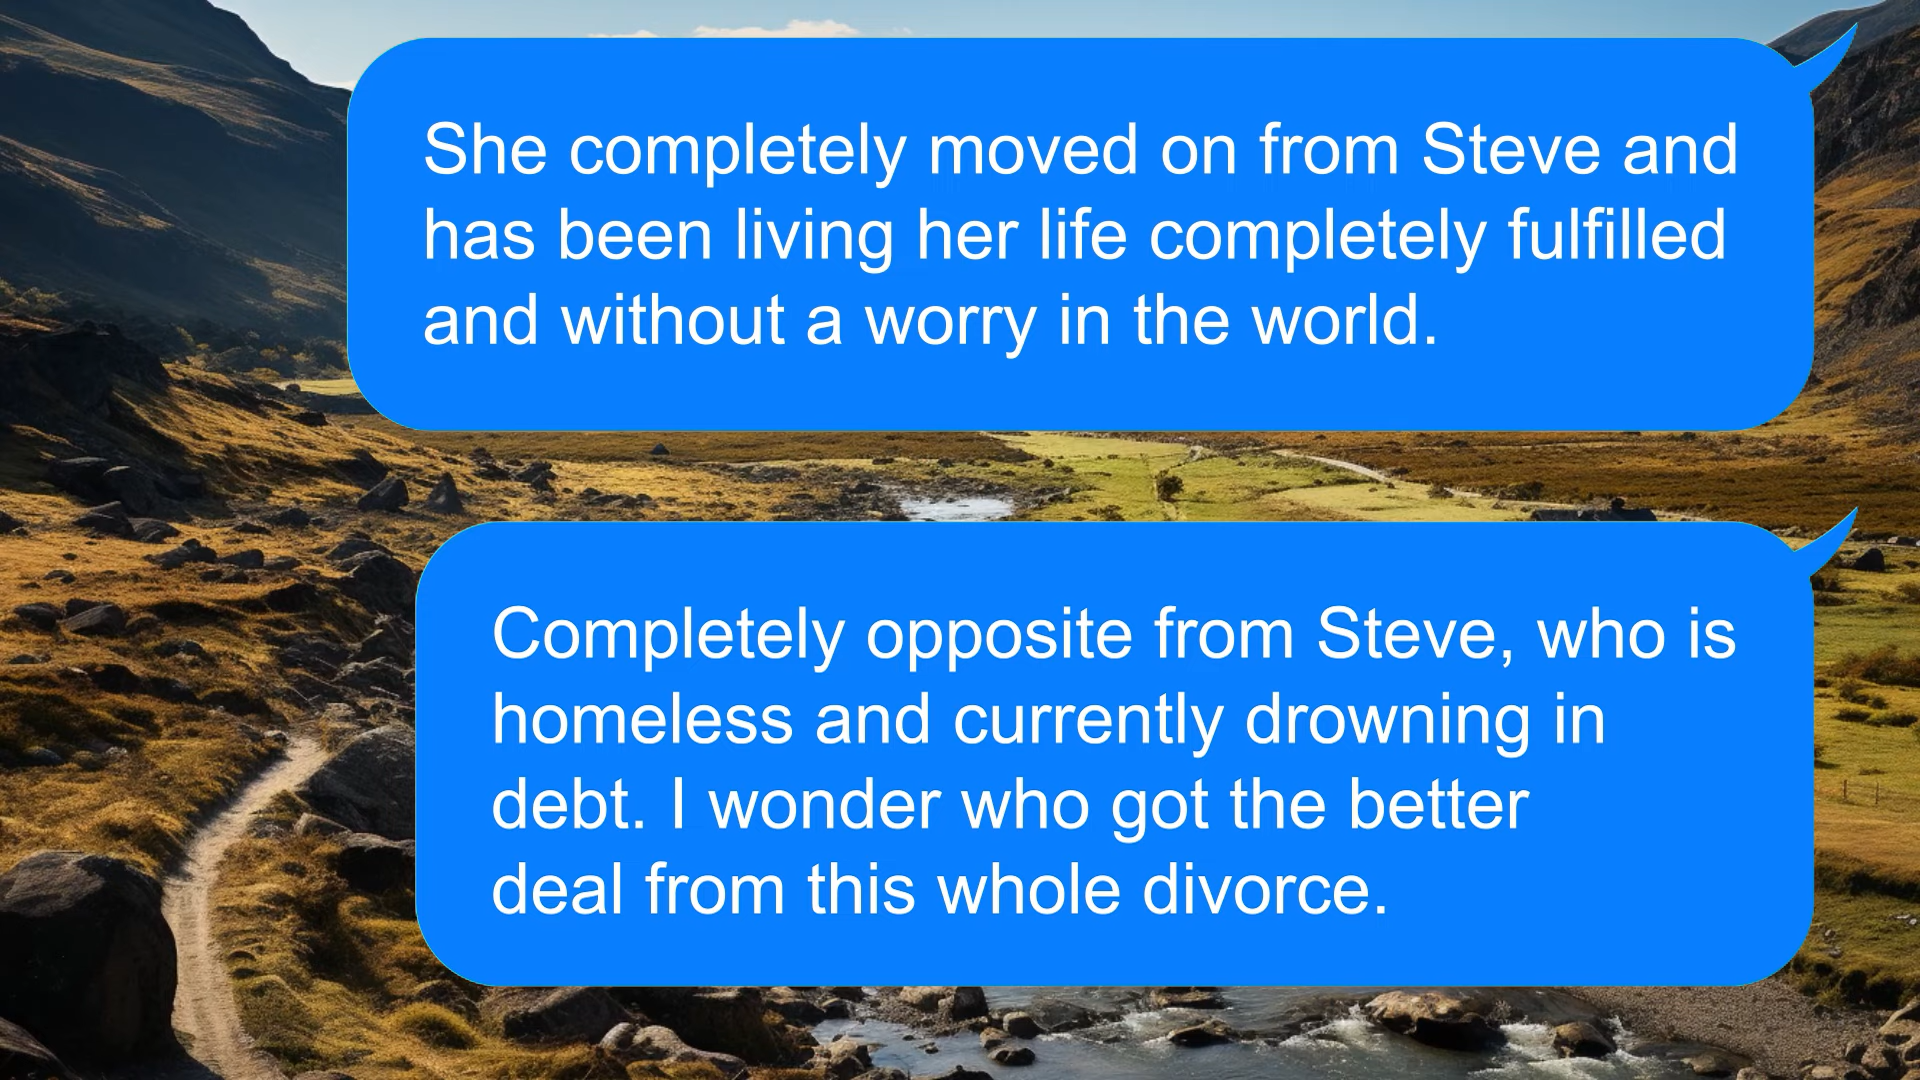 She completely moved on from Steve and
has been living her life completely fulfilled
and without a worry in the world.
Completely opposite from Steve, who is
homeless and currently drowning in
debt. I wonder who got the better
deal from this whole divorce.